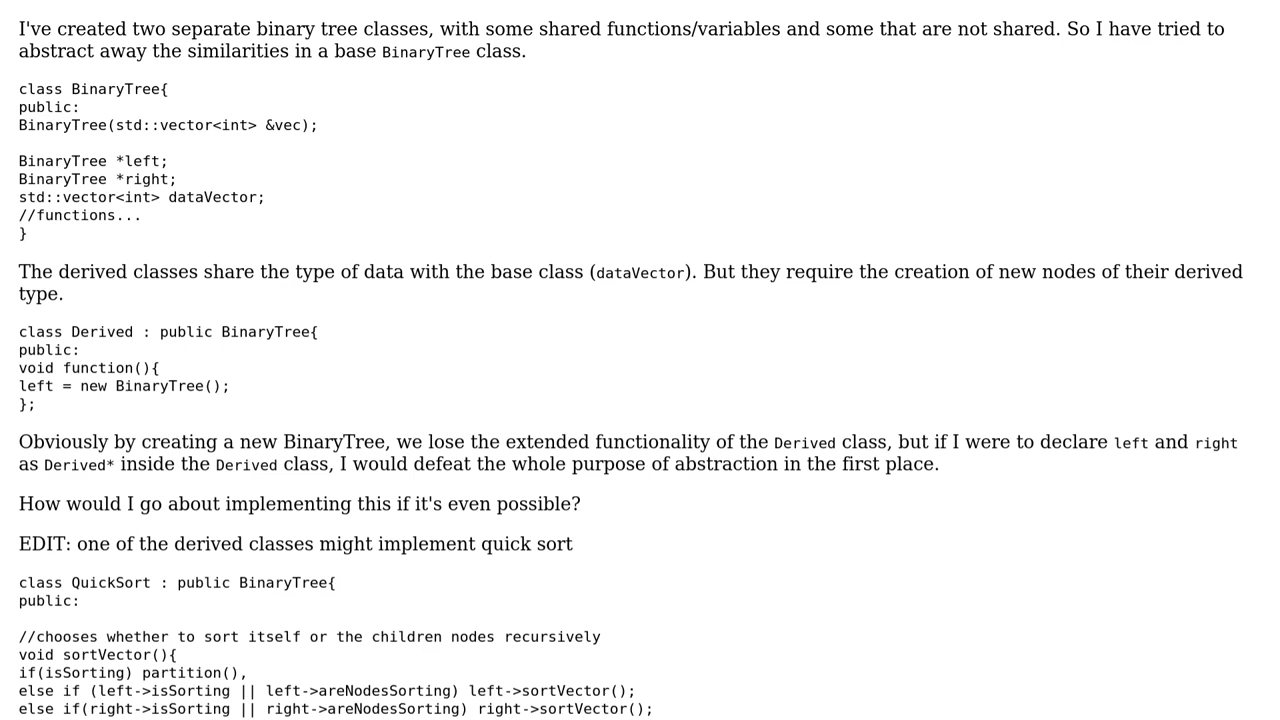 I've created two separate binary tree classes, with some shared functions/variables and some that are not shared. So I have tried to
abstract away the similarities in a base BinaryTree class.
class BinaryTree{
public:
BinaryTree(std::vector<int> &vec);
BinaryTree *left;
BinaryTree *right;
std::vector<int> dataVector;
//functions...
}
The derived classes share the type of data with the base class (dataVector). But they require the creation of new nodes of their derived
type.
class Derived : public BinaryTree{
public:
void function(){
left = new BinaryTree();
};
Obviously by creating a new BinaryTree, we lose the extended functionality of the Derived class, but if I were to declare left and right
as Derived* inside the Derived class, I would defeat the whole purpose of abstraction in the first place.
How would I go about implementing this if it's even possible?
EDIT: one of the derived classes might implement quick sort
class QuickSort : public BinaryTree{
public:
//chooses whether to sort itself or the children nodes recursively
void sortVector(){
if(isSorting) partition(),
else if (left->isSorting || left->areNodesSorting) left->sortVector();
else if(right->isSorting || right->areNodesSorting) right->sortVector();